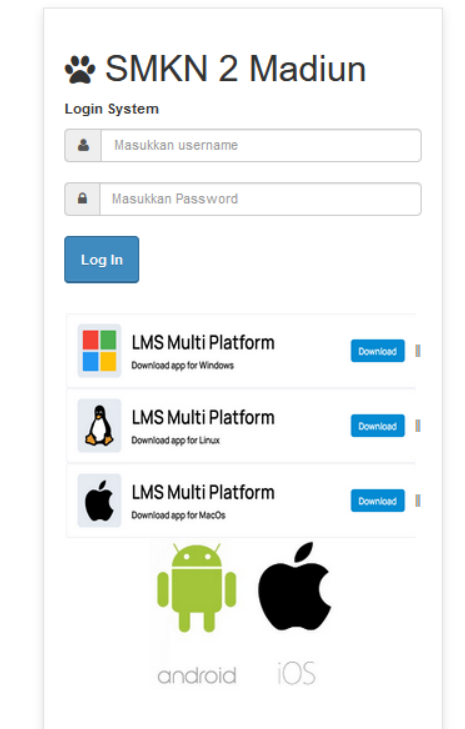 SMKN 2 Madiun
Login System
Masukkan username
Masukkan Password
Log In
LMS Multi Platform
Download app for Windows
Download
LMS Multi Platform
Download app for Linux
Download
LMS Multi Platform
Download app for MacOs
Download
android iOS